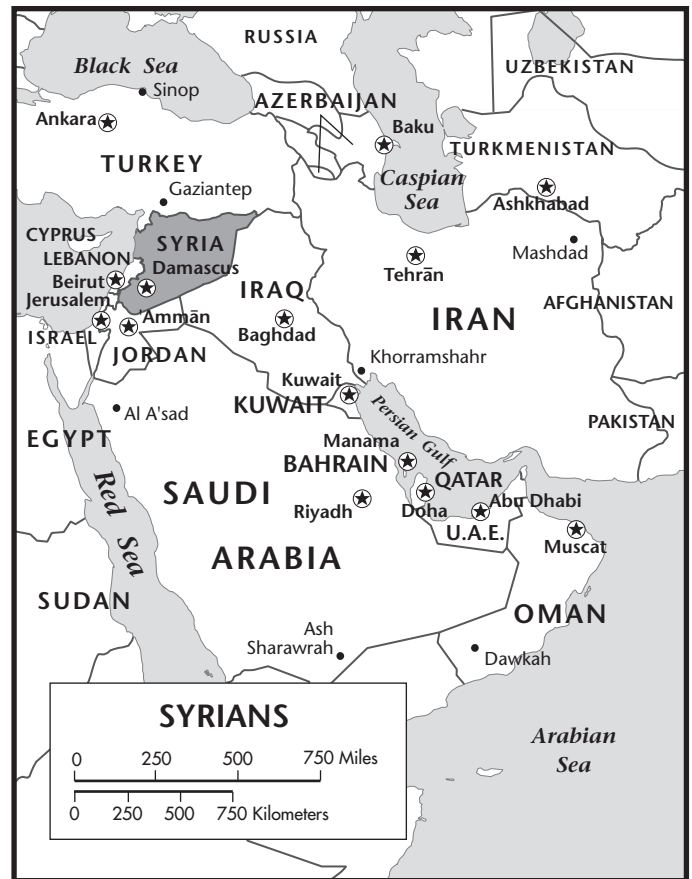 RUSSIA
Black Sea
UZBEKISTAN
Sinop
AZERBAIJAN
Ankara
Baku
TURKMENISTAN
TURKEY
Caspian
Sea
Gaziantep
Ashkhabad
CYPRUS
SYRIA
Mashdad
LEBANON
Damascus
Tehrān
Beirut
IRAQ
Jerusalem
AFGHANISTAN
IRAN
'Ammān
Baghdad
ISRAEL
JORDAN
Khorramshahr
Kuwait
KUWAIT
Al A'sad
PAKISTAN
EGYPT
Persian Gulf
Manama
BAHRAIN
Red Sea
QATAR
SAUDI
ARABIA
Riyadh
Doha
Abu Dhabi
U.A.E.
Muscat
SUDAN
OMAN
Ash
Sharawrah
Dawkah
SYRIANS
0 250 500 750 Miles
0 250 500 750 Kilometers
Arabian
Sea